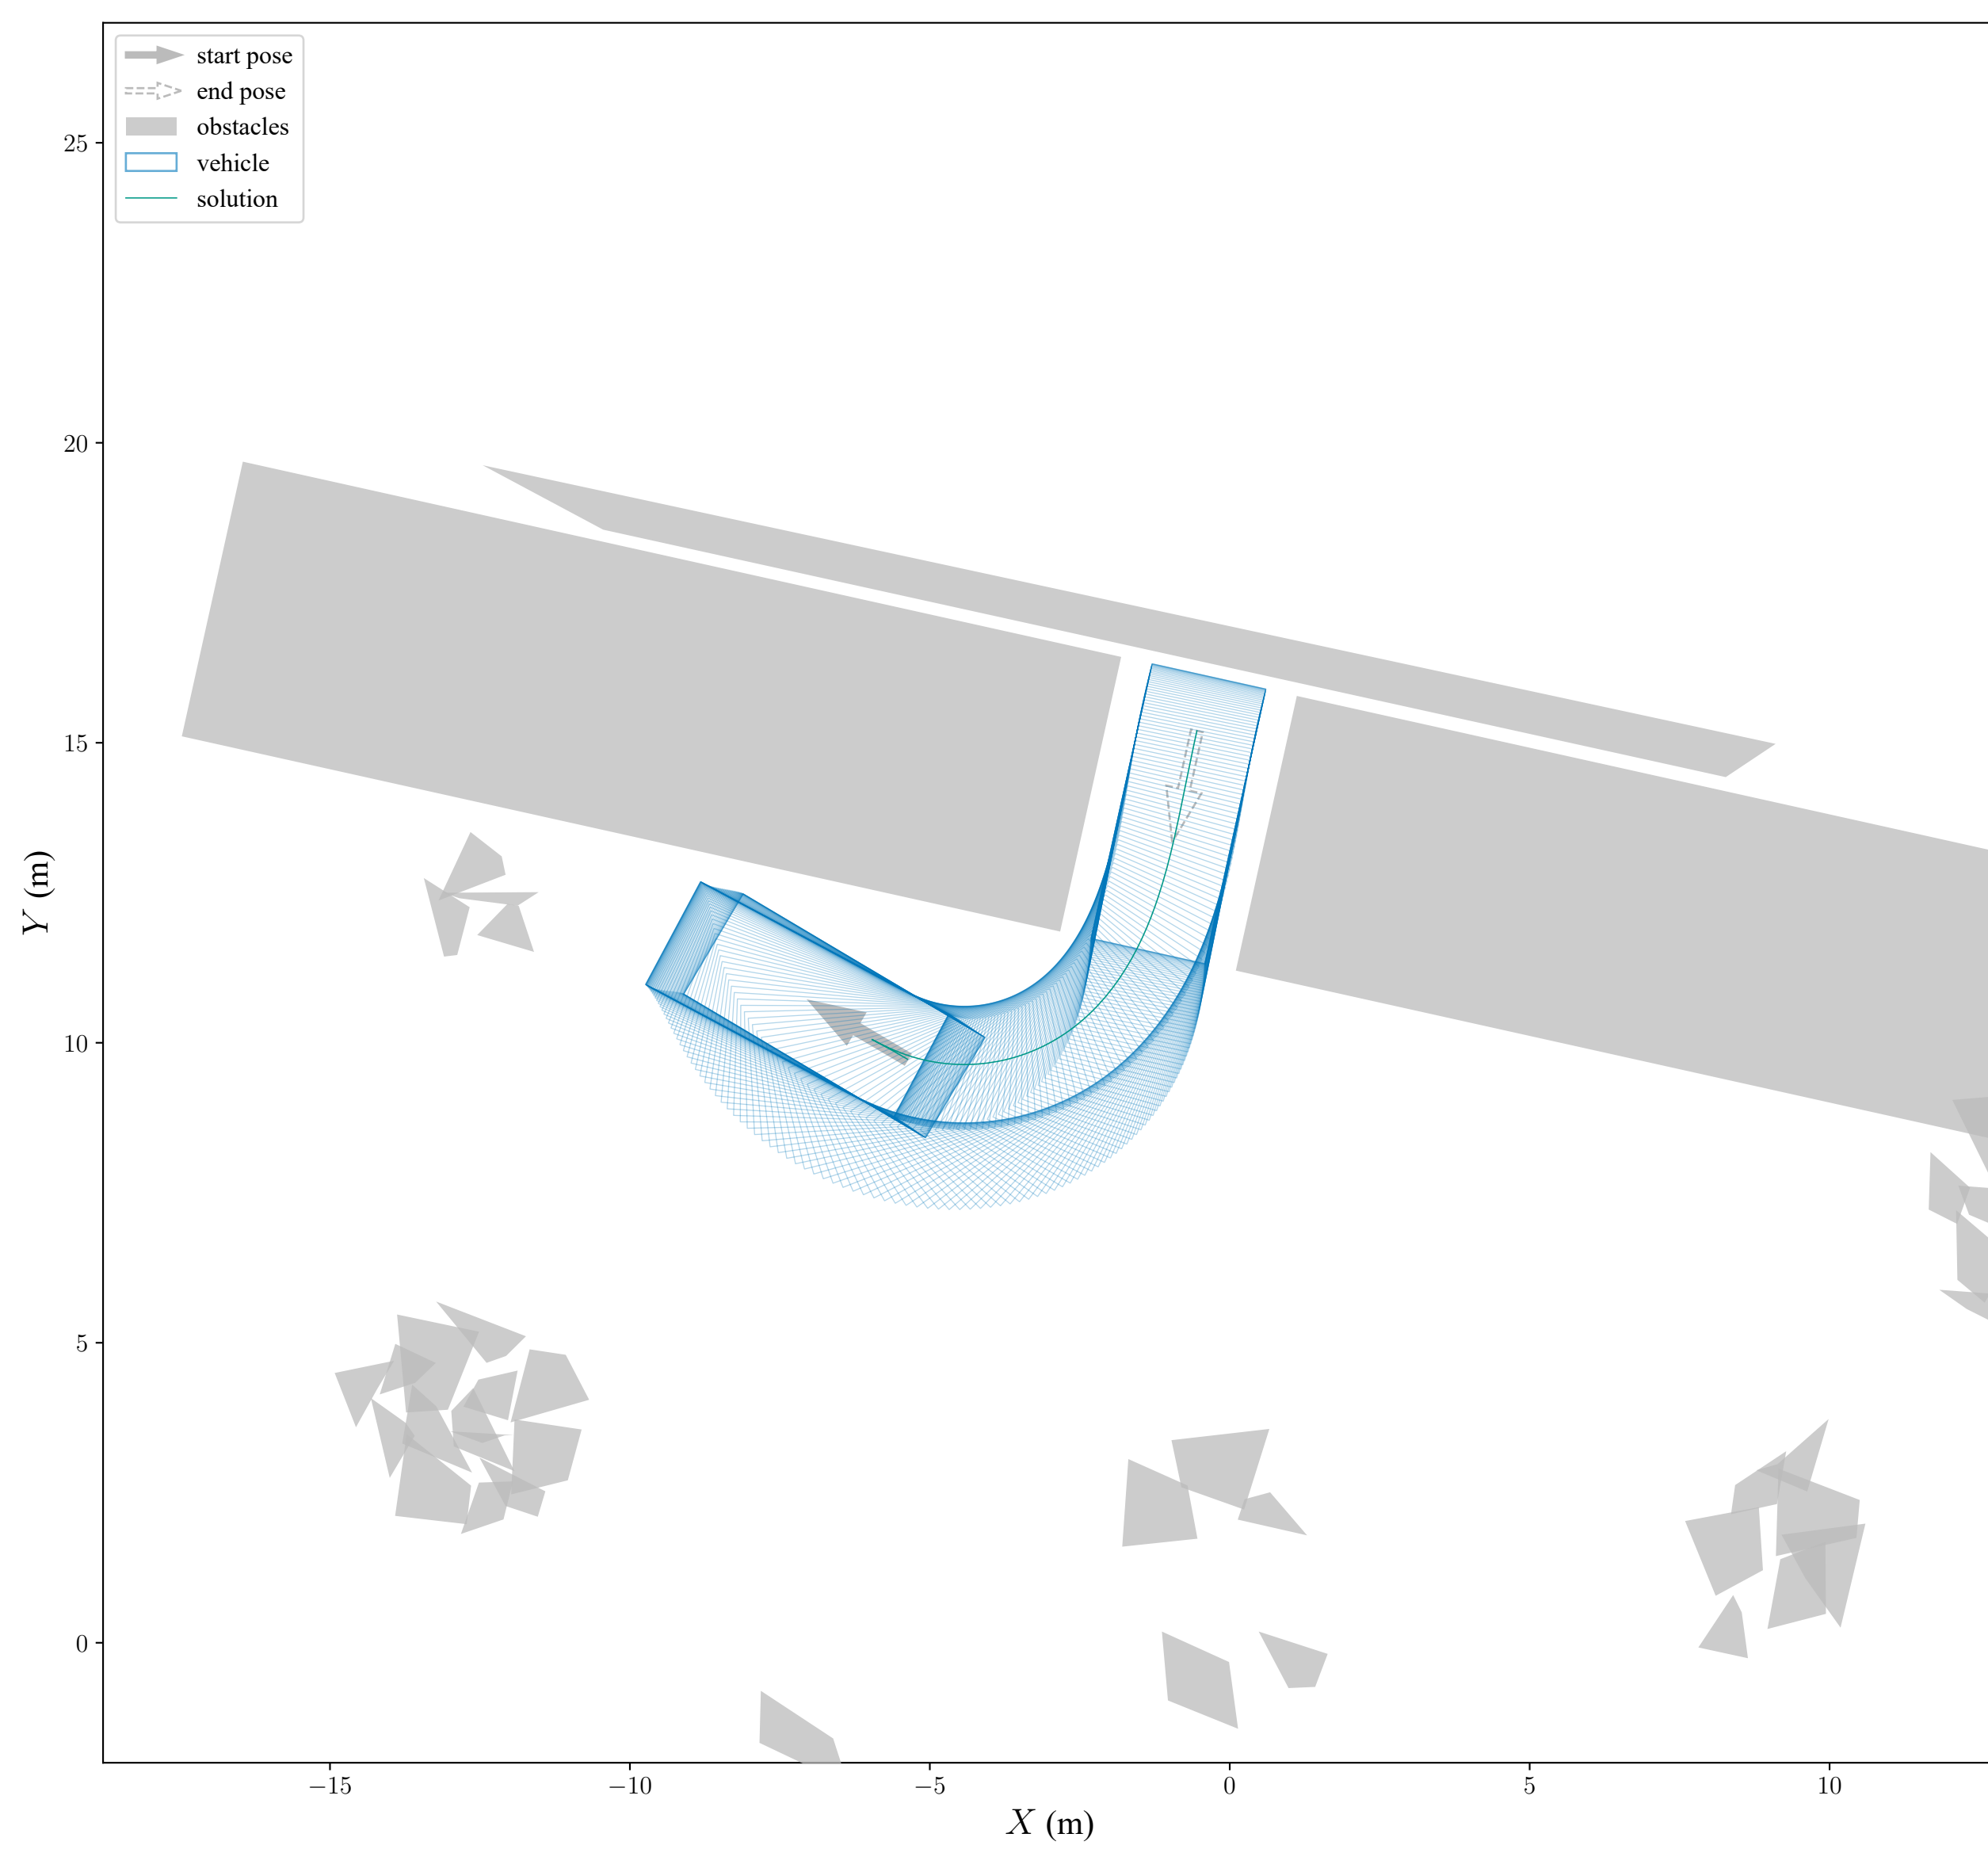 start pose
end pose
obstacles
vehicle
solution
25
20
15
10
5
0
Y (m)
−15 −10 −5 0 5 10
X (m)